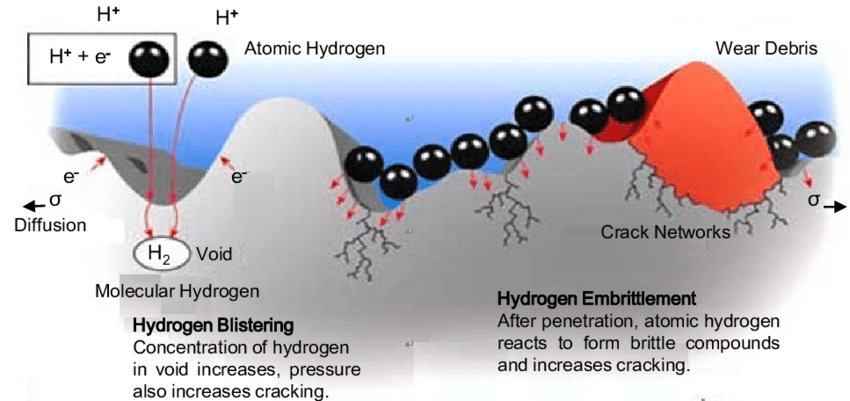 H⁺
H⁺
H⁺ + e⁻
Atomic Hydrogen
Wear Debris
e⁻
e⁻
σ
Diffusion
σ
H₂
Void
Crack Networks
Molecular Hydrogen
Hydrogen Blistering
Concentration of hydrogen
in void increases, pressure
also increases cracking.
Hydrogen Embrittlement
After penetration, atomic hydrogen
reacts to form brittle compounds
and increases cracking.